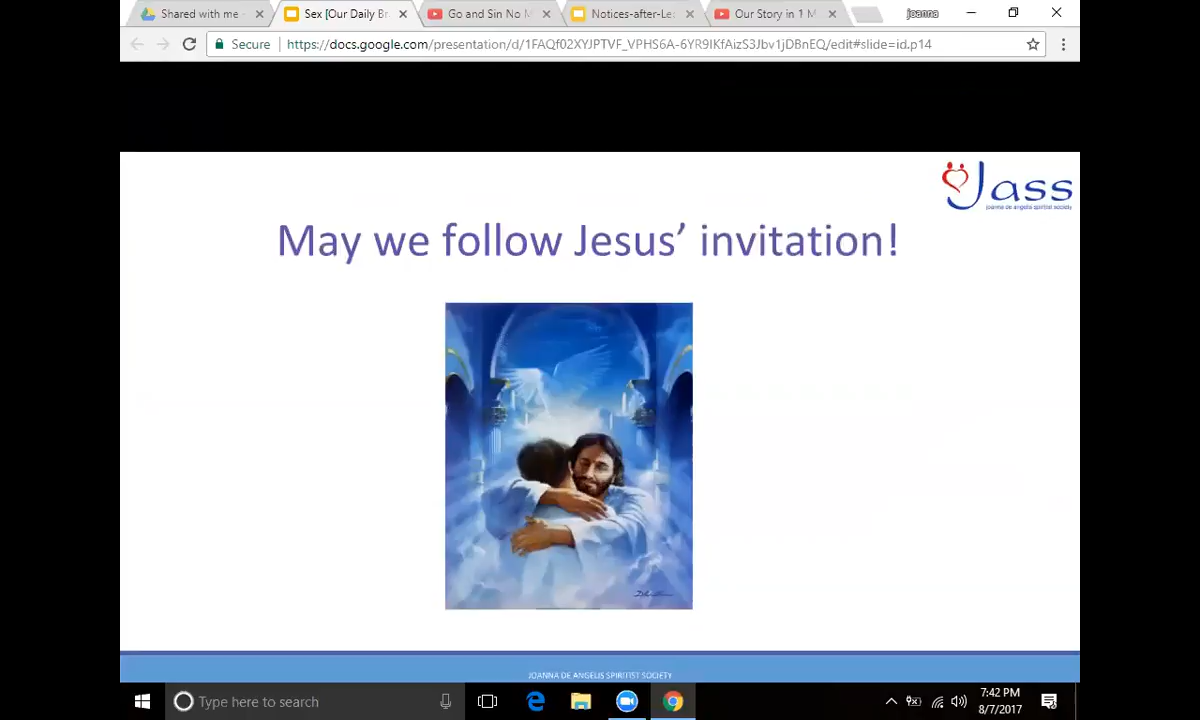 Shared with me -
Sex [Our Daily Br
Go and Sin No M
Notices-after-Le
Our Story in 1 M
joanna
Secure
https://docs.google.com/presentation/d/1FAQf02XYJPTVF_VPHS6A-6YR9IKfAizS3Jbv1jDBnEQ/edit#slide=id.p14
Jass
joanna de angelis spiritist society
May we follow Jesus’ invitation!
JOANNA DE ANGELIS SPIRITIST SOCIETY
Type here to search
7:42 PM
8/7/2017